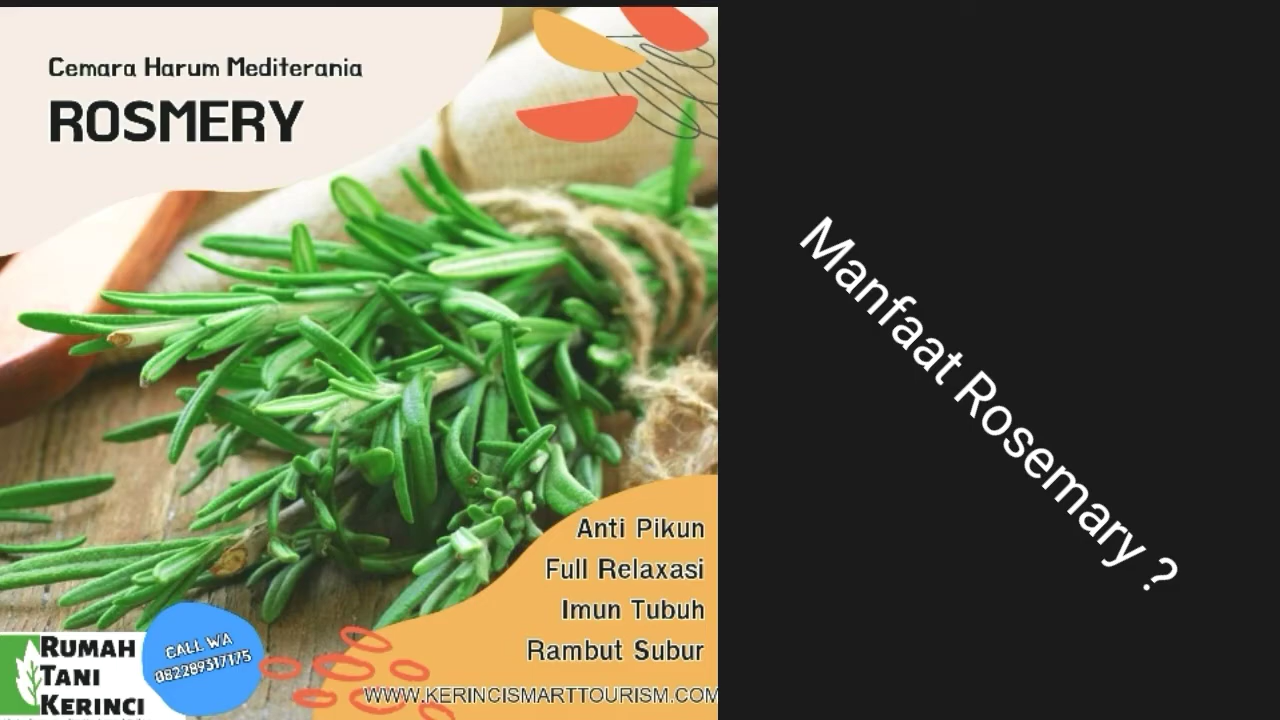 Cemara Harum Mediterania
ROSMERY
Manfaat Rosemary ?
Anti Pikun
Full Relaxasi
Imun Tubuh
Rambut Subur
RUMAH
TANI
KERINCI
CALL WA
082289317175
WWW.KERINCISMARTTOURISM.COM